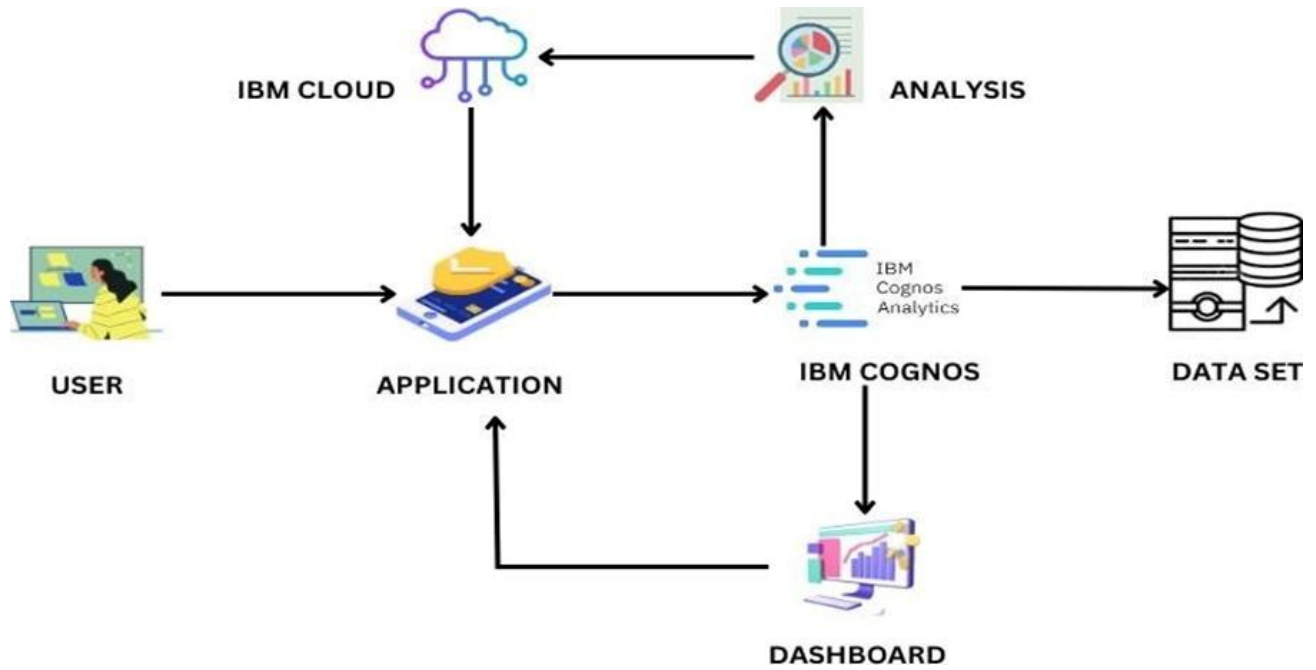 IBM CLOUD
ANALYSIS
IBM
Cognos
Analytics
USER
APPLICATION
IBM COGNOS
DATA SET
DASHBOARD